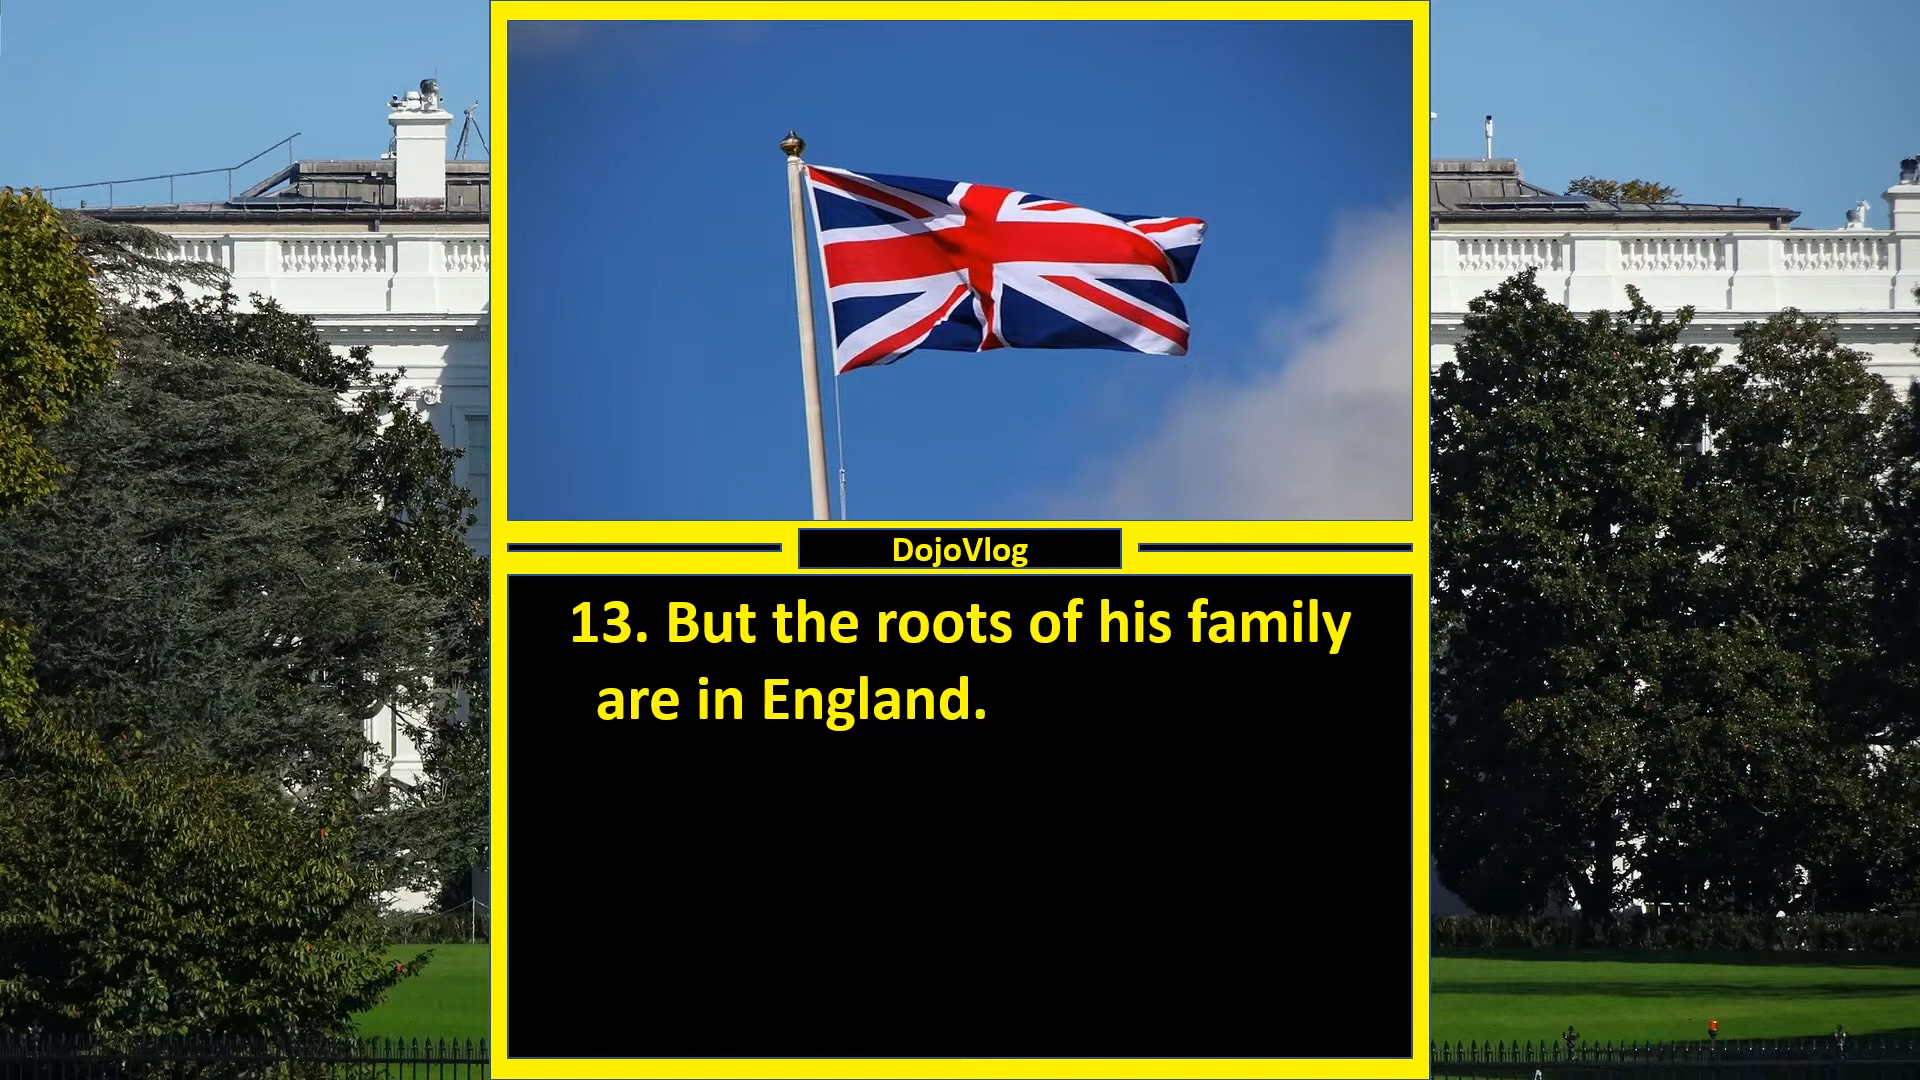 DojoVlog
13. But the roots of his family
are in England.